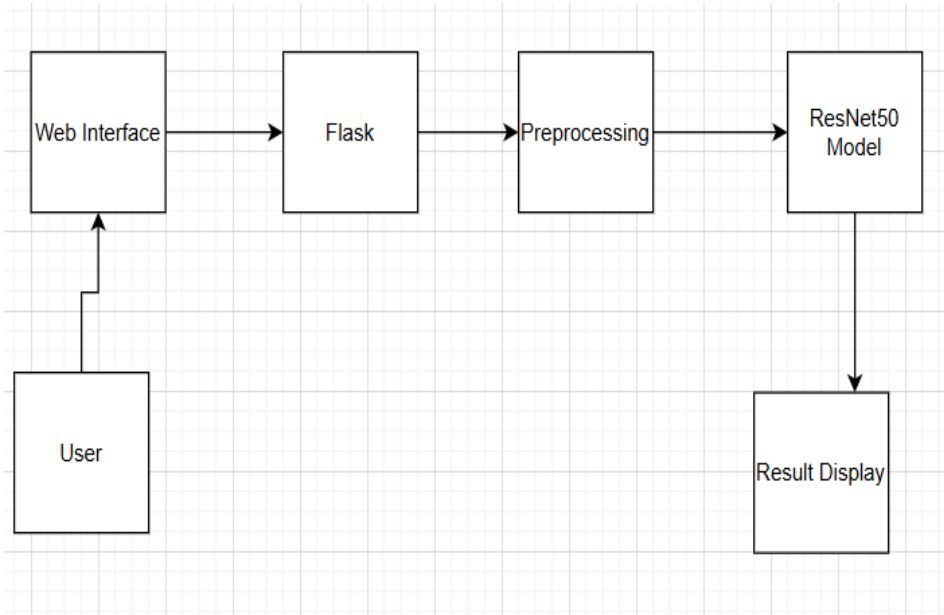 Web Interface
Flask
Preprocessing
ResNet50
Model
User
Result Display